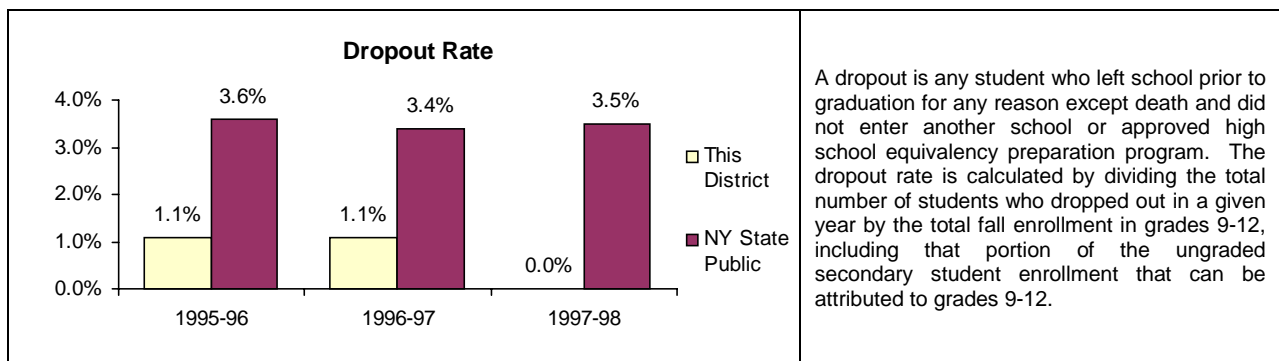 Dropout Rate
4.0%
3.0%
2.0%
1.0%
0.0%
3.6%
3.4%
3.5%
1.1%
1.1%
0.0%
1995-96
1996-97
1997-98
This
District
NY State
Public
A dropout is any student who left school prior to
graduation for any reason except death and did
not enter another school or approved high
school equivalency preparation program. The
dropout rate is calculated by dividing the total
number of students who dropped out in a given
year by the total fall enrollment in grades 9-12,
including that portion of the ungraded
secondary student enrollment that can be
attributed to grades 9-12.